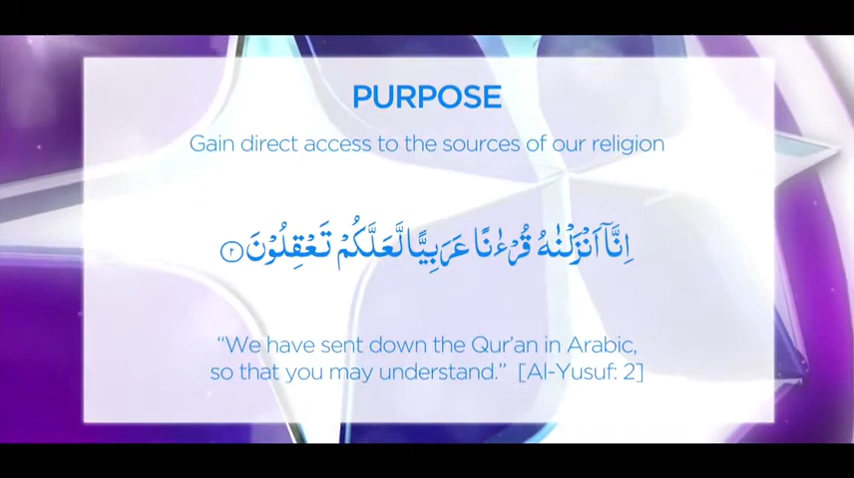 PURPOSE
Gain direct access to the sources of our religion
اِنَّاۤ اَنْزَلْنٰهُ قُرْءٰنًا عَرَبِيًّا لَّعَلَّكُمْ تَعْقِلُوْنَ ۝٢
“We have sent down the Qur’an in Arabic,
so that you may understand.” [Al-Yusuf: 2]